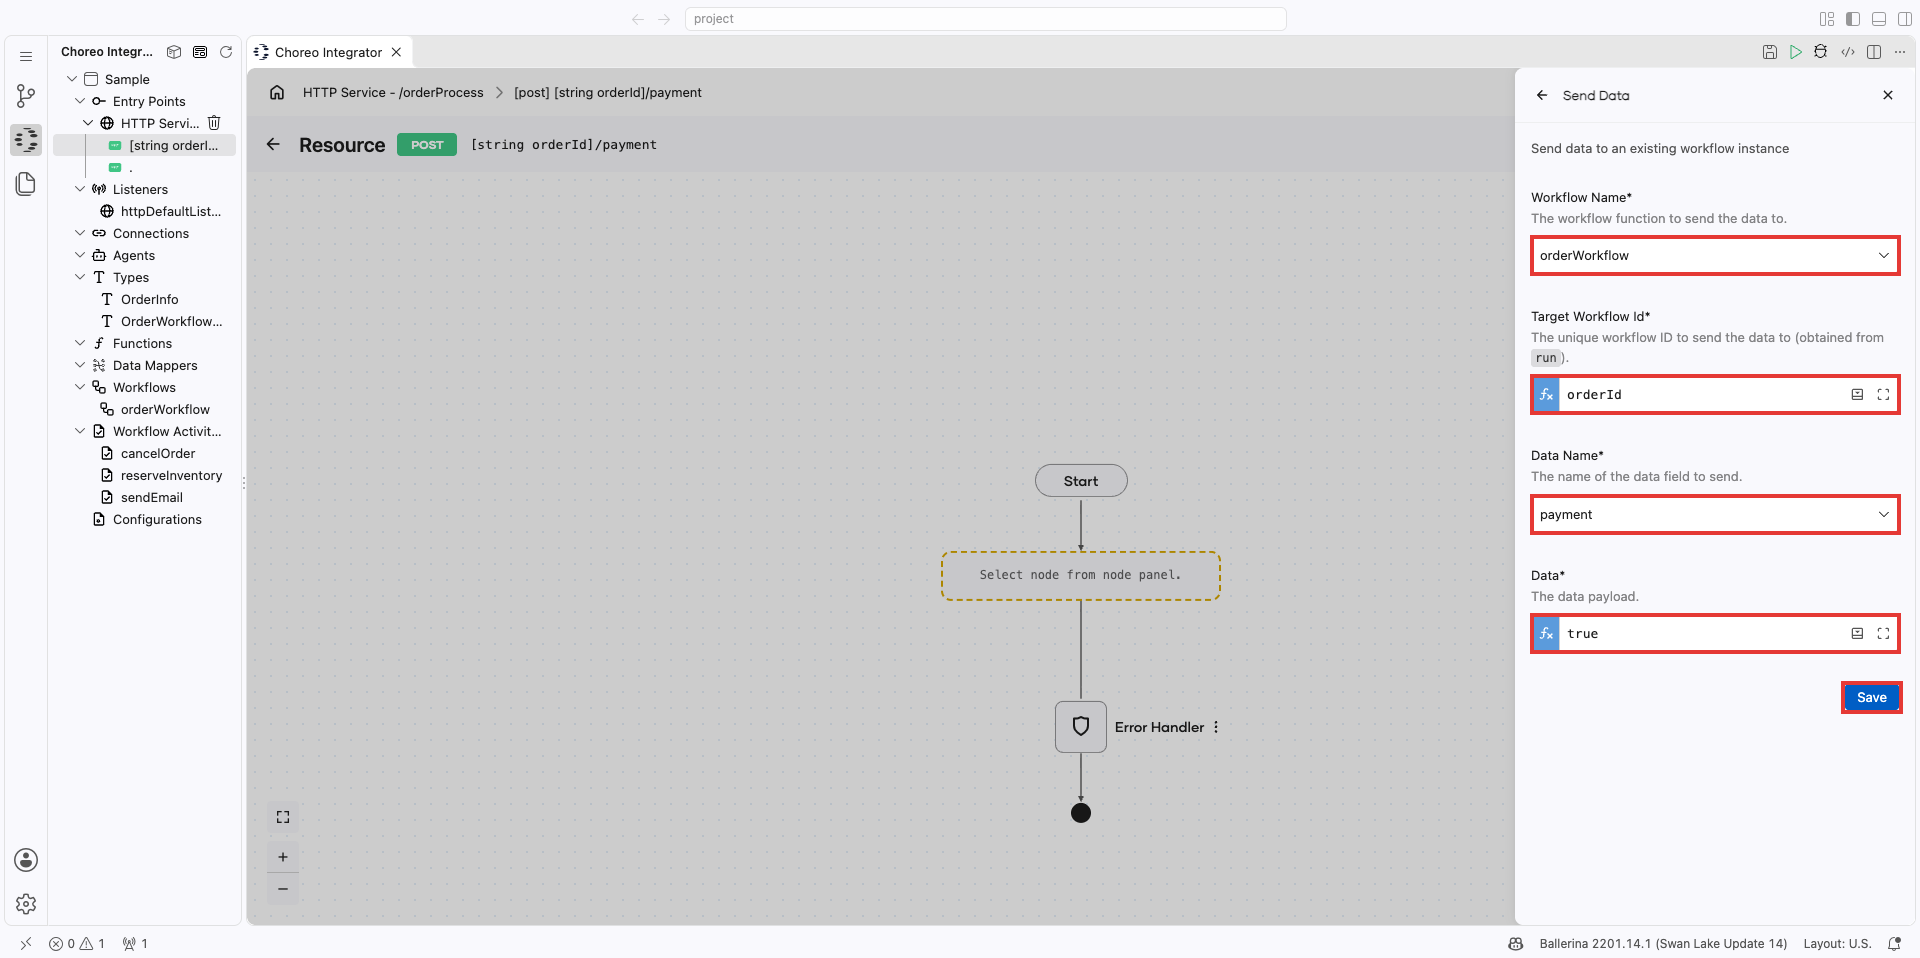 project
Choreo Integr...
Choreo Integrator
Sample
Entry Points
HTTP Servi...
[string orderI...
.
Listeners
httpDefaultList...
Connections
Agents
Types
OrderInfo
OrderWorkflow...
Functions
Data Mappers
Workflows
orderWorkflow
Workflow Activit...
cancelOrder
reserveInventory
sendEmail
Configurations
HTTP Service - /orderProcess
[post] [string orderId]/payment
Resource
POST
[string orderId]/payment
Start
Select node from node panel.
Error Handler
Send Data
Send data to an existing workflow instance
Workflow Name*
The workflow function to send the data to.
orderWorkflow
Target Workflow Id*
The unique workflow ID to send the data to (obtained from
run).
fx orderId
Data Name*
The name of the data field to send.
payment
Data*
The data payload.
fx true
Save
0 1 1
Ballerina 2201.14.1 (Swan Lake Update 14)
Layout: U.S.